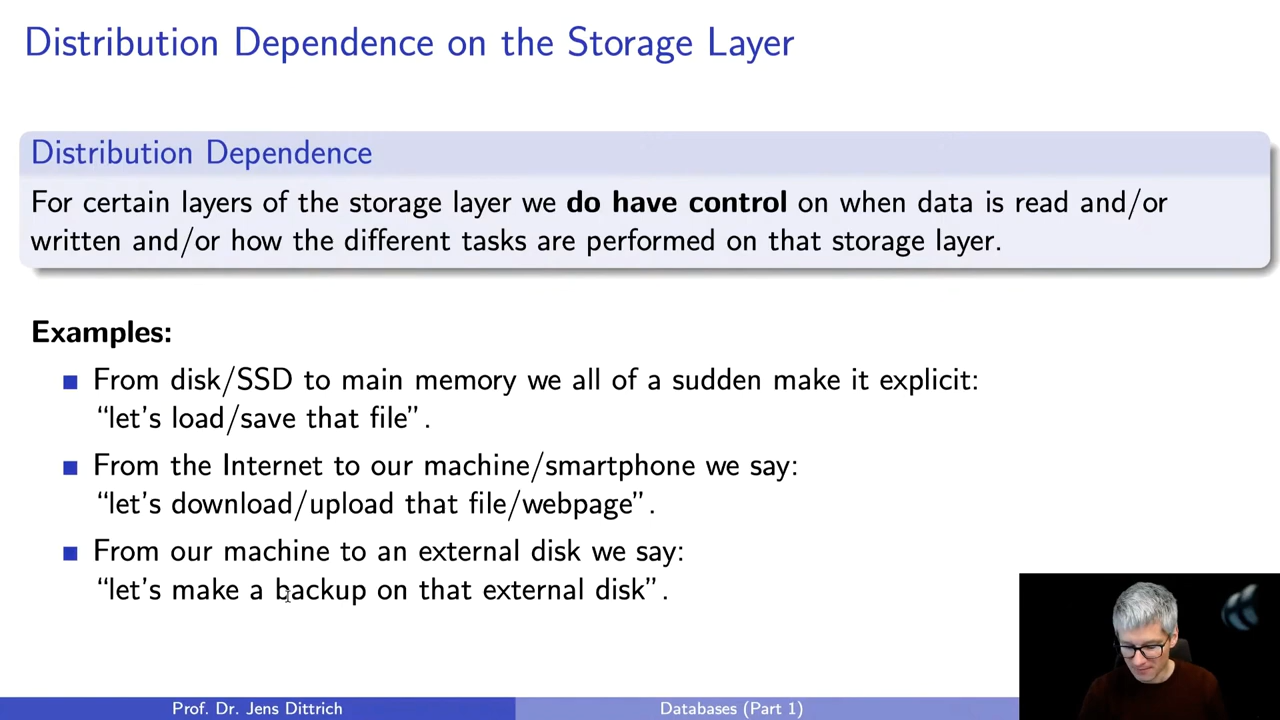 Distribution Dependence on the Storage Layer
Distribution Dependence
For certain layers of the storage layer we do have control on when data is read and/or
written and/or how the different tasks are performed on that storage layer.
Examples:
From disk/SSD to main memory we all of a sudden make it explicit:
“let’s load/save that file”.
From the Internet to our machine/smartphone we say:
“let’s download/upload that file/webpage”.
From our machine to an external disk we say:
“let’s make a backup on that external disk”.
Prof. Dr. Jens Dittrich
Databases (Part 1)